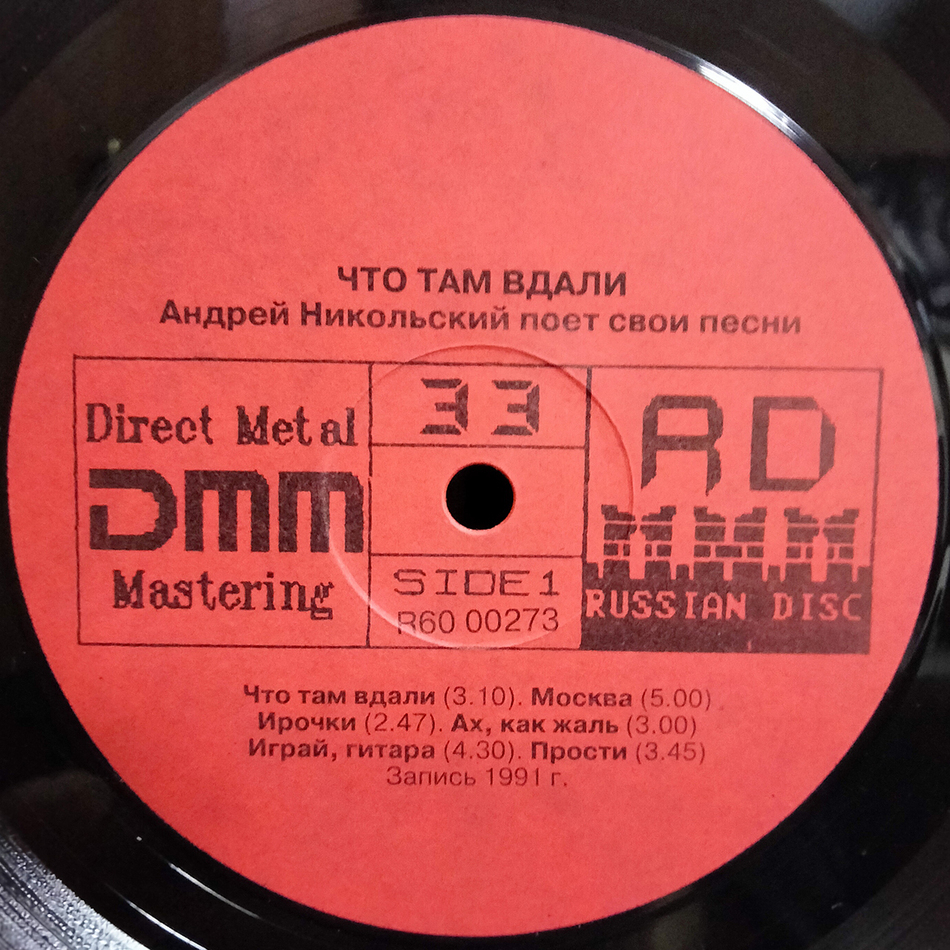 ЧТО ТАМ ВДАЛИ
Андрей Никольский поет свои песни
Direct Metal
DMM
Mastering
33
SIDE 1
R60 00273
RD
RUSSIAN DISC
Что там вдали (3.10). Москва (5.00)
Ирочки (2.47). Ах, как жаль (3.00)
Играй, гитара (4.30). Прости (3.45)
Запись 1991 г.